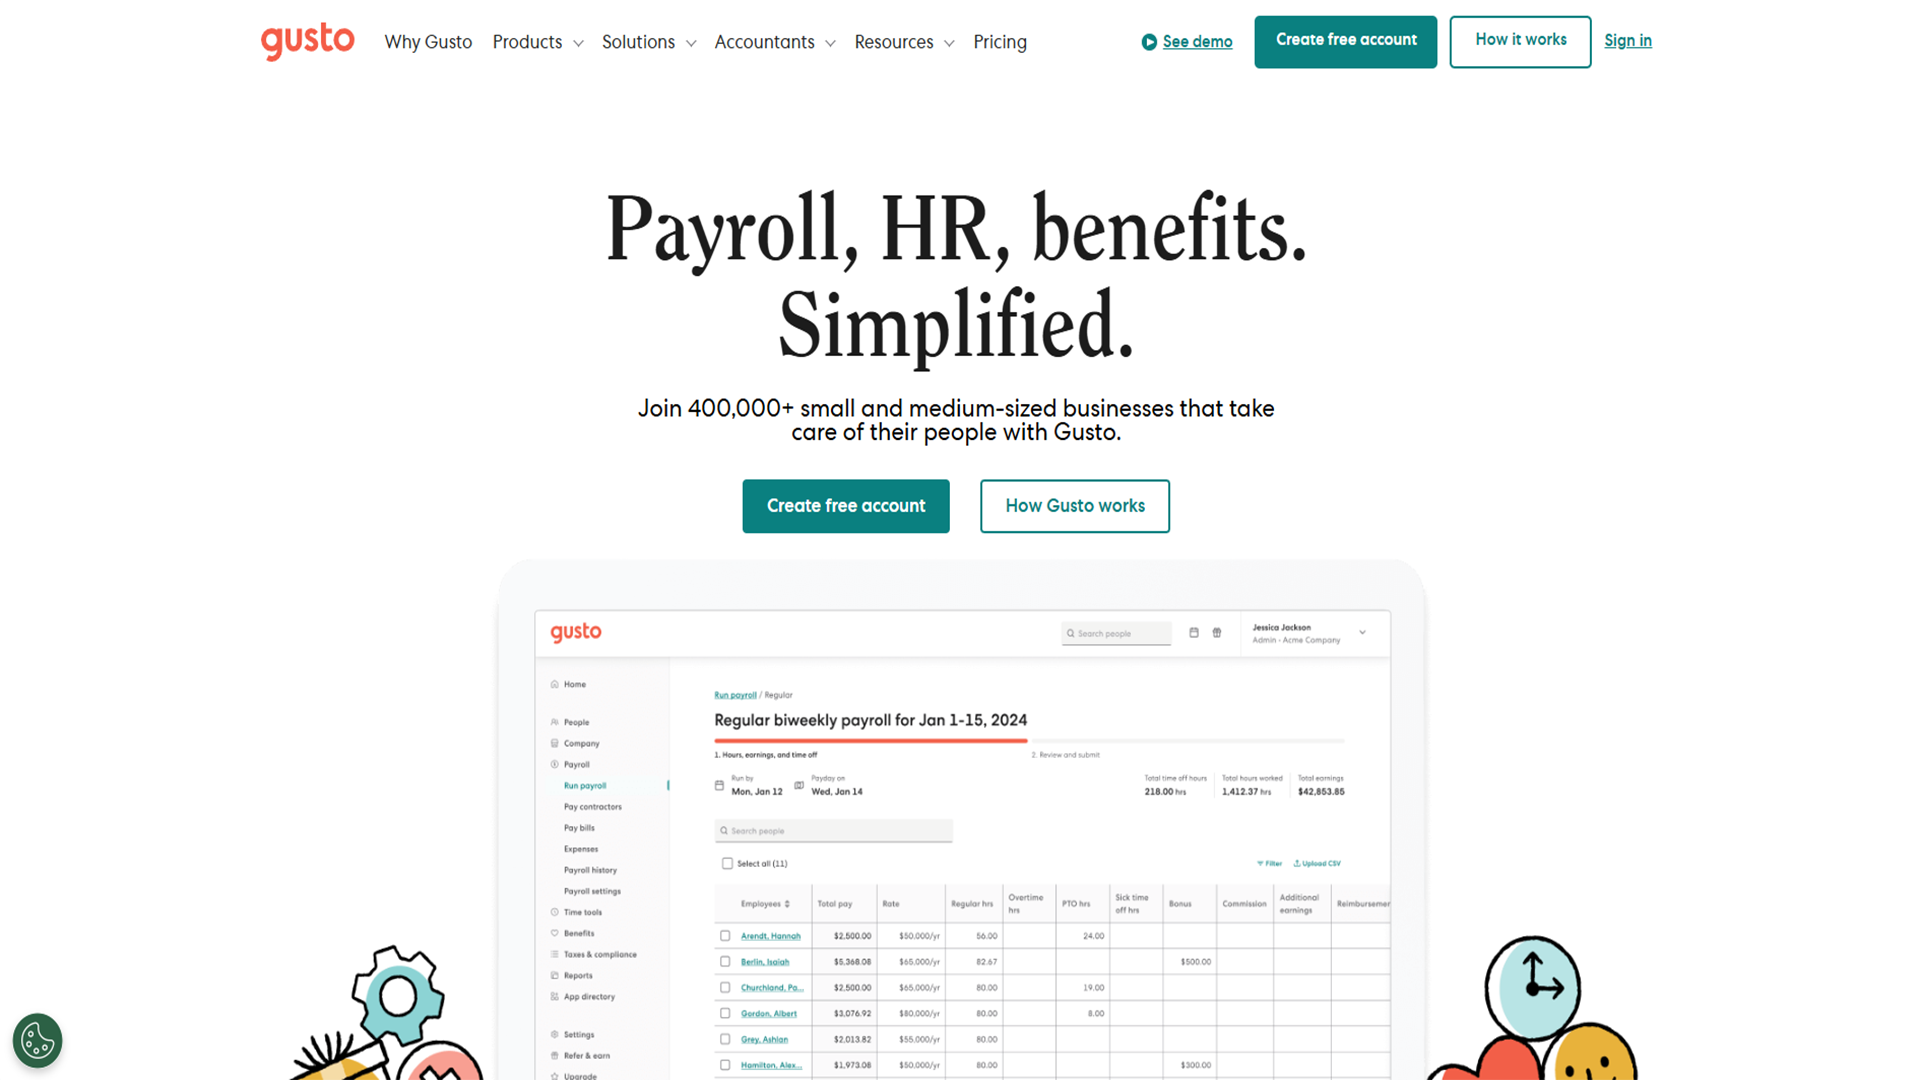 gusto
Why Gusto Products Solutions Accountants Resources Pricing
See demo
Create free account
How it works
Sign in
Payroll, HR, benefits.
Simplified.
Join 400,000+ small and medium-sized businesses that take
care of their people with Gusto.
Create free account
How Gusto works
gusto
Search people
Jessica Jackson
Admin - Acme Company
Home
People
Company
Payroll
Run payroll
Pay contractors
Pay bills
Expenses
Payroll history
Payroll settings
Time tools
Benefits
Taxes & compliance
Reports
App directory
Settings
Refer & earn
Upgrade
Run payroll / Regular
Regular biweekly payroll for Jan 1-15, 2024
1. Hours, earnings, and time off
2. Review and submit
Run by
Mon, Jan 12
Payday on
Wed, Jan 14
Total time off hours
218.00 hrs
Total hours worked
1,412.37 hrs
Total earnings
$42,853.85
Search people
Select all (11)
Filter
Upload CSV
Employees Total pay Rate Regular hrs Overtime hrs PTO hrs Sick time off hrs Bonus Commission Additional earnings Reimbursemen
Arendt, Hannah $2,500.00 $50,000/yr 56.00 24.00
Berlin, Isaiah $5,368.08 $65,000/yr 82.67 $500.00
Churchland, Pa... $2,500.00 $65,000/yr 80.00 19.00
Gordon, Albert $3,076.92 $80,000/yr 80.00 8.00
Grey, Ashlan $2,013.82 $55,000/yr 80.00
Hamilton, Alex... $1,973.08 $50,000/yr 80.00 $300.00